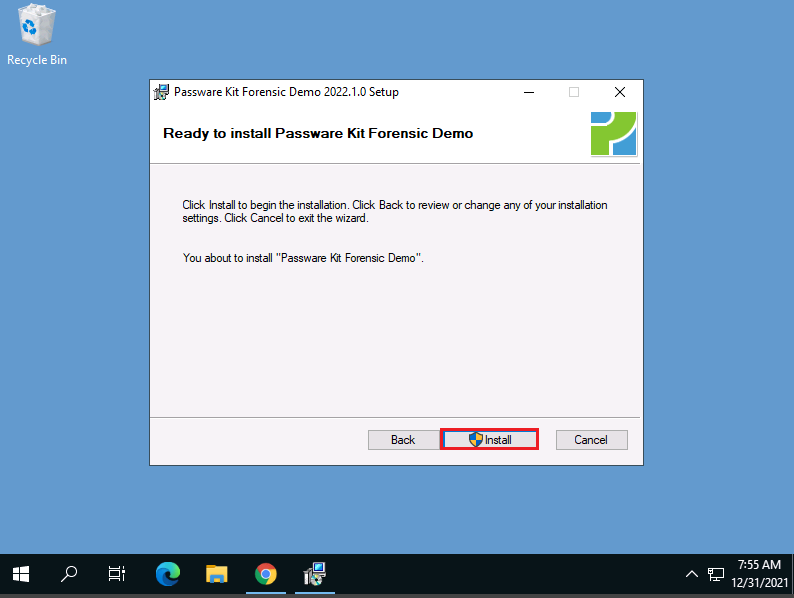 Recycle Bin
Passware Kit Forensic Demo 2022.1.0 Setup
Ready to install Passware Kit Forensic Demo
Click Install to begin the installation. Click Back to review or change any of your installation
settings. Click Cancel to exit the wizard.
You about to install "Passware Kit Forensic Demo".
Back
Install
Cancel
7:55 AM
12/31/2021